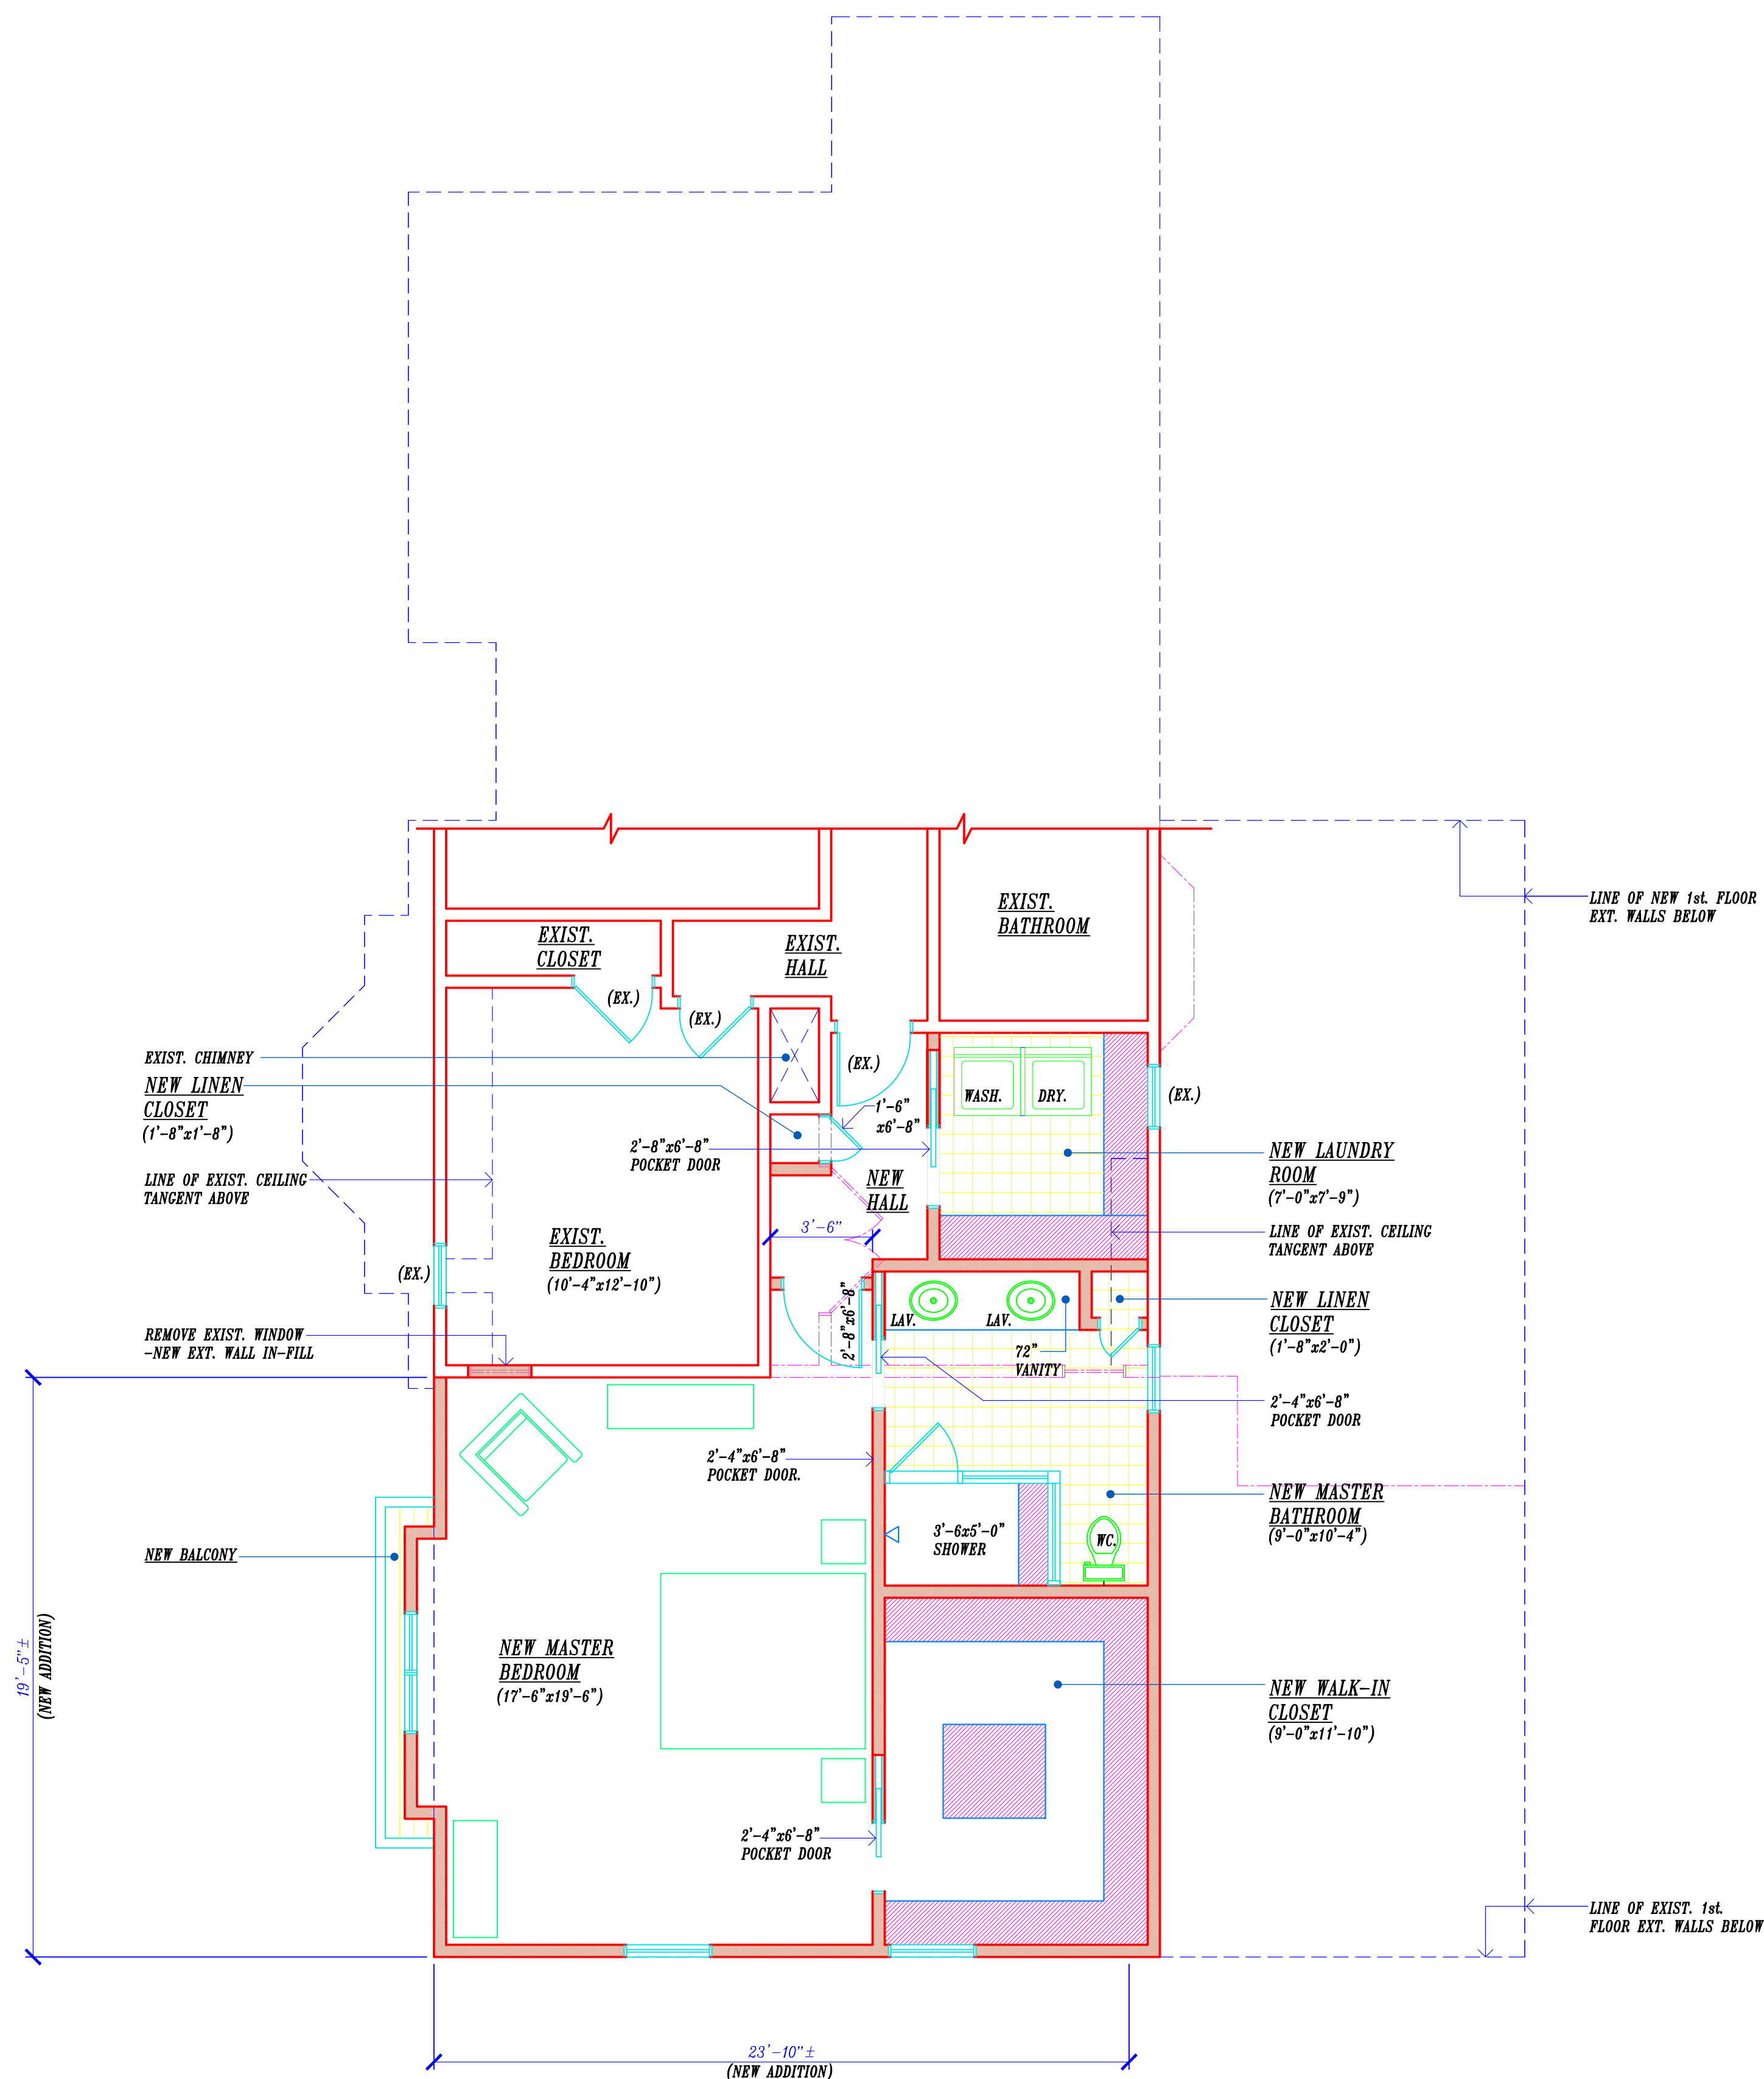 EXIST.
BATHROOM
LINE OF NEW 1st. FLOOR
EXT. WALLS BELOW
EXIST.
CLOSET
EXIST.
HALL
(EX.)
(EX.)
(EX.)
EXIST. CHIMNEY
NEW LINEN
CLOSET
(1'-8"x1'-8")
WASH.
DRY.
(EX.)
1'-6"
x6'-8"
2'-8"x6'-8"
POCKET DOOR
NEW LAUNDRY
ROOM
(7'-0"x7'-9")
LINE OF EXIST. CEILING
TANGENT ABOVE
NEW
HALL
3'-6"
LINE OF EXIST. CEILING
TANGENT ABOVE
EXIST.
BEDROOM
(10'-4"x12'-10")
(EX.)
2'-8"x6'-8"
LAV.
LAV.
NEW LINEN
CLOSET
(1'-8"x2'-0")
REMOVE EXIST. WINDOW
-NEW EXT. WALL IN-FILL
72"
VANITY
2'-4"x6'-8"
POCKET DOOR
2'-4"x6'-8"
POCKET DOOR.
NEW MASTER
BATHROOM
(9'-0"x10'-4")
3'-6x5'-0"
SHOWER
WC.
NEW BALCONY
19'-5"±
(NEW ADDITION)
NEW MASTER
BEDROOM
(17'-6"x19'-6")
NEW WALK-IN
CLOSET
(9'-0"x11'-10")
2'-4"x6'-8"
POCKET DOOR
LINE OF EXIST. 1st.
FLOOR EXT. WALLS BELOW
23'-10"±
(NEW ADDITION)